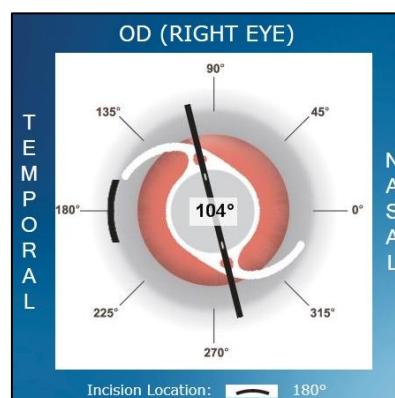 OD (RIGHT EYE)
90°
135°
45°
TEMPORAL
104°
180°
0°
NASAL
225°
315°
270°
Incision Location: 180°